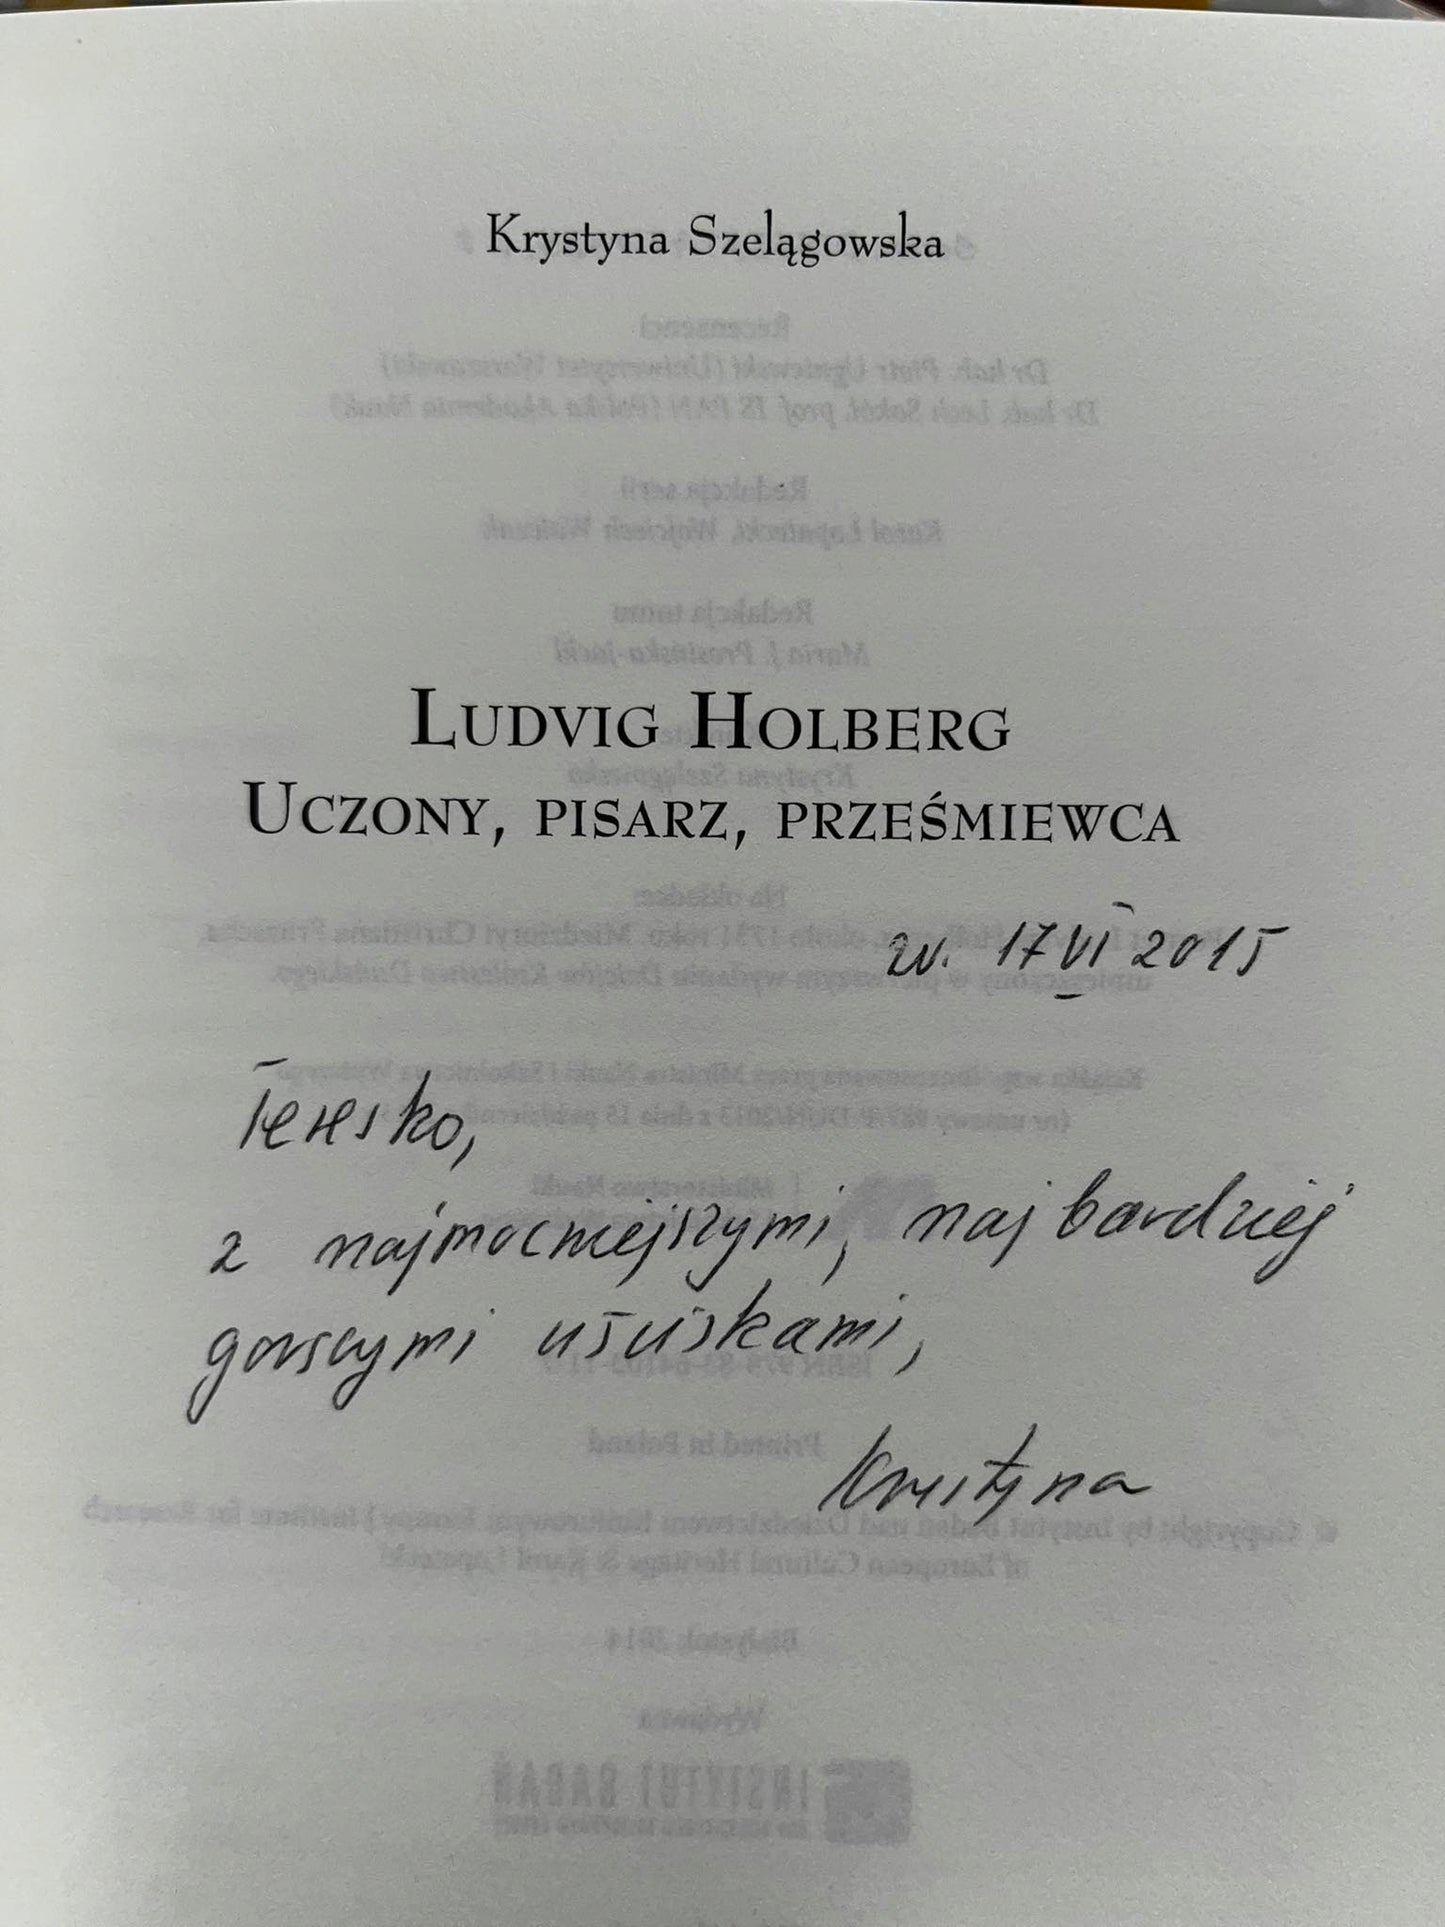 Krystyna Szelągowska
LUDVIG HOLBERG
UCZONY, PISARZ, PRZEŚMIEWCA
w. 17 VI 2015
Teresko,
z najmocniejszymi, najbardziej
gorącymi uściskami,
Krystyna